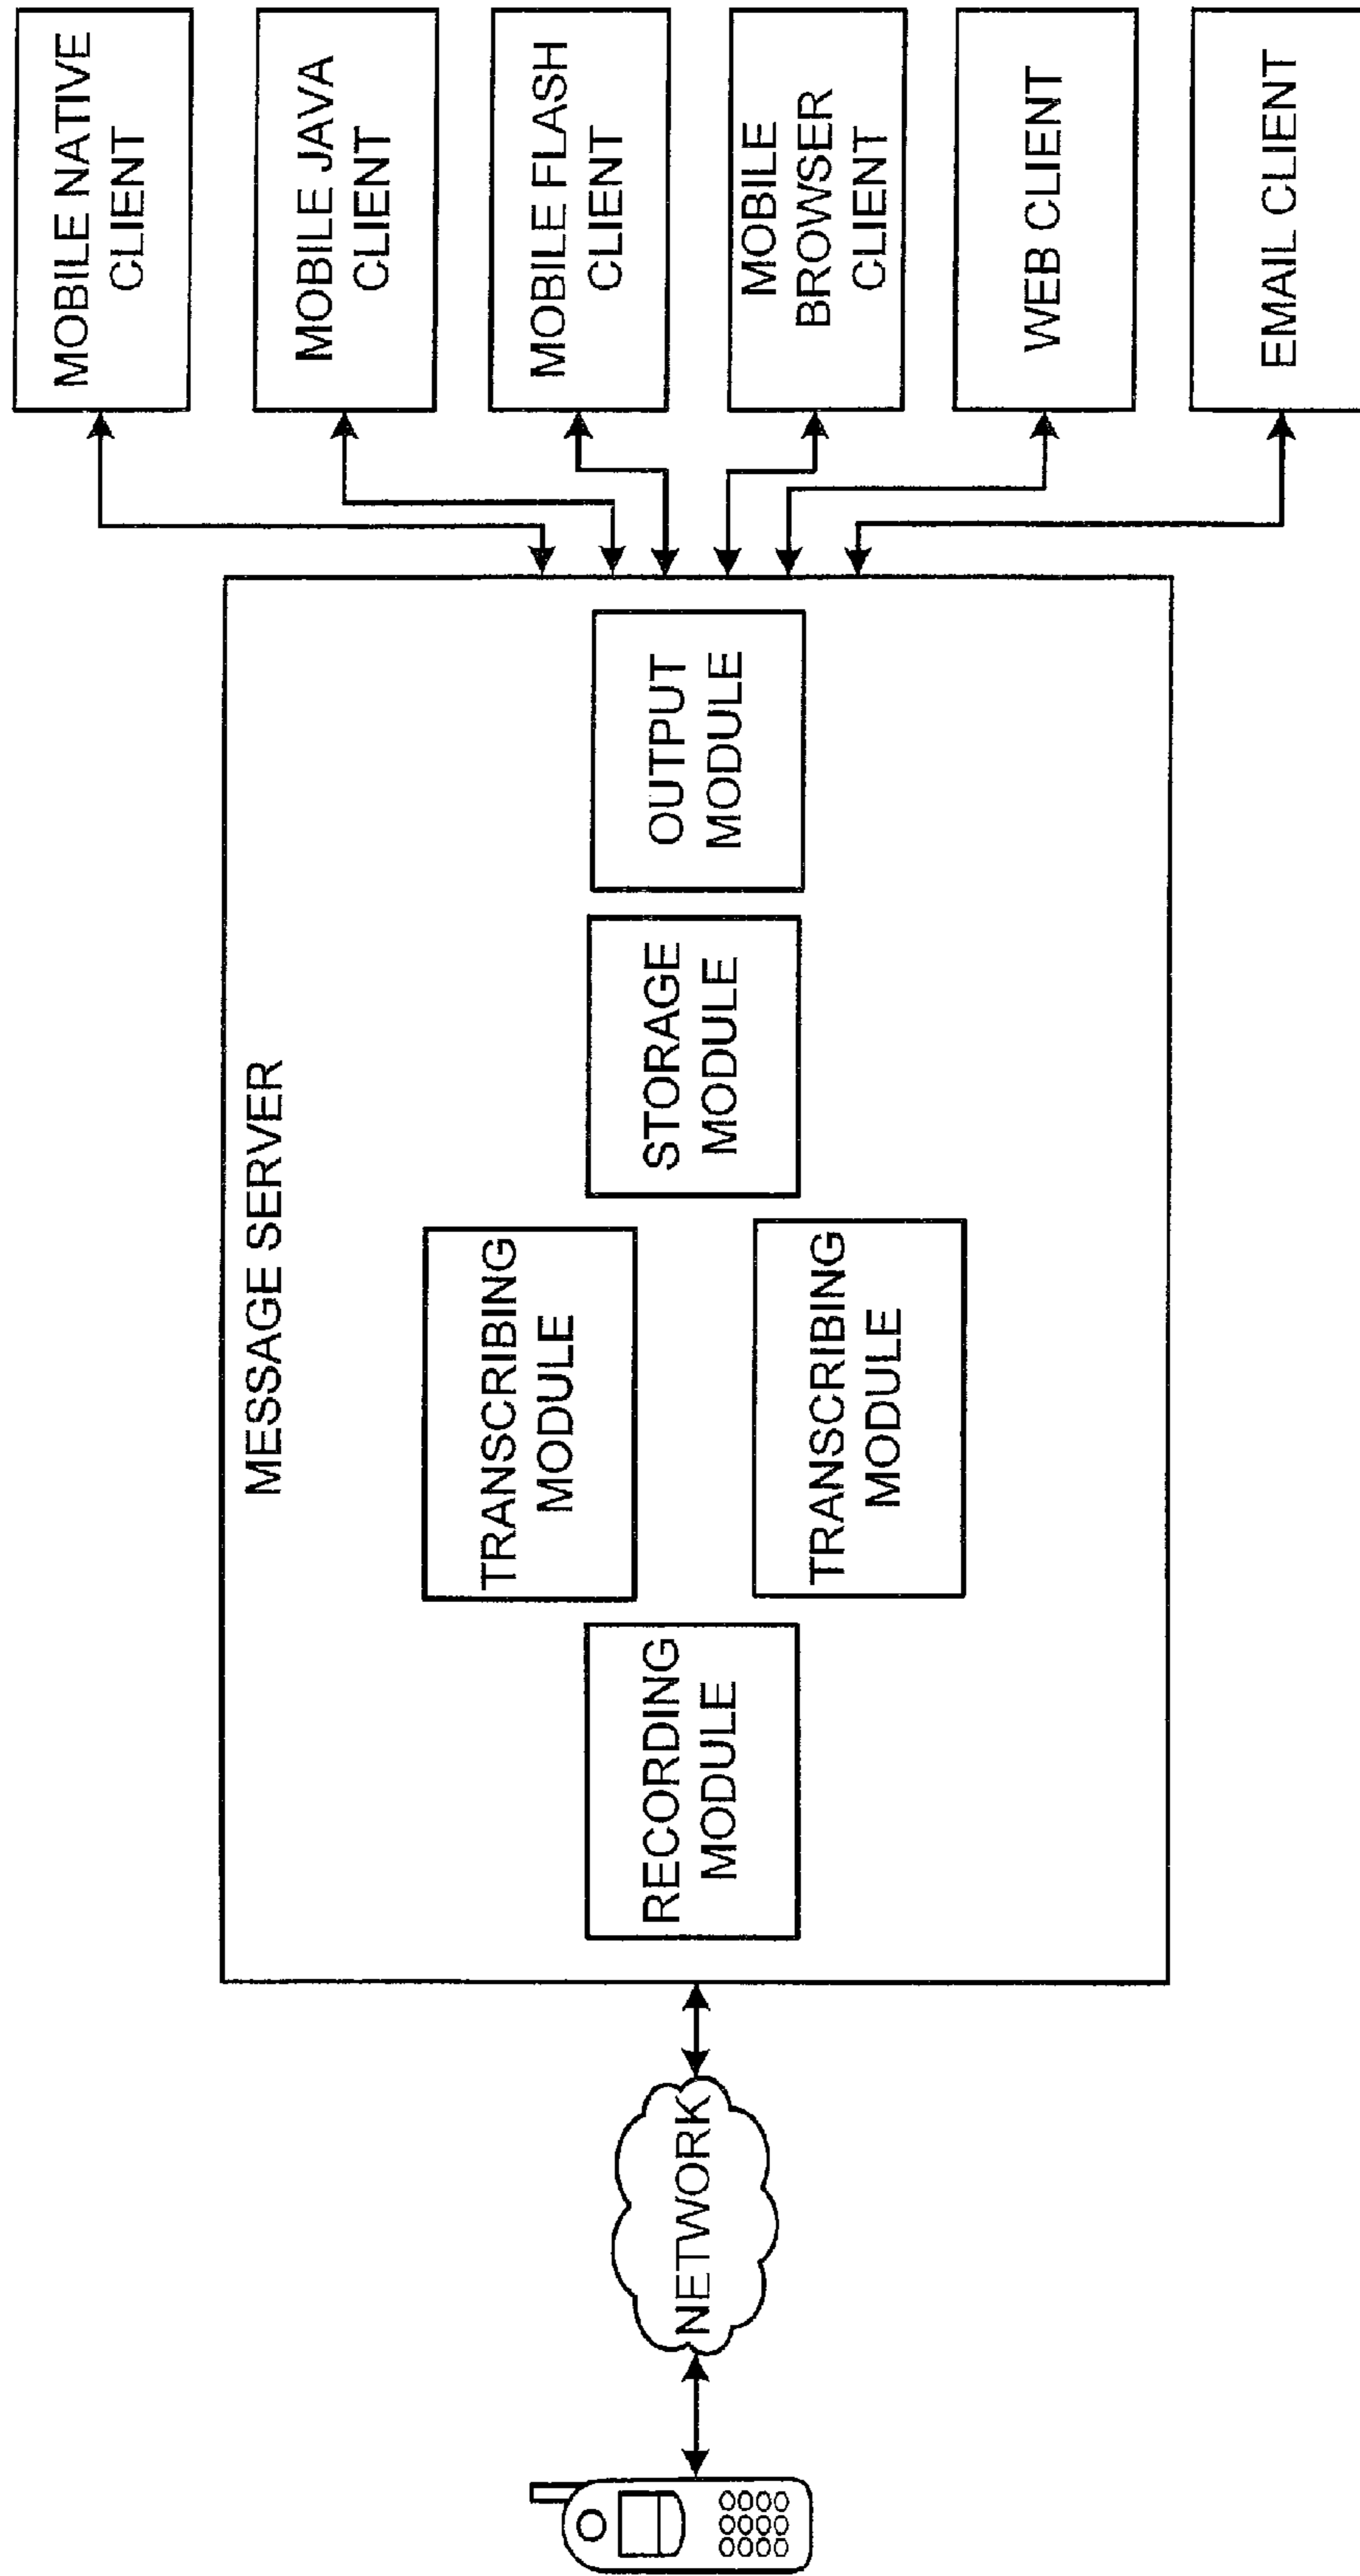 NETWORK
MESSAGE SERVER
RECORDING
MODULE
TRANSCRIBING
MODULE
TRANSCRIBING
MODULE
STORAGE
MODULE
OUTPUT
MODULE
MOBILE NATIVE
CLIENT
MOBILE JAVA
CLIENT
MOBILE FLASH
CLIENT
MOBILE
BROWSER
CLIENT
WEB CLIENT
EMAIL CLIENT